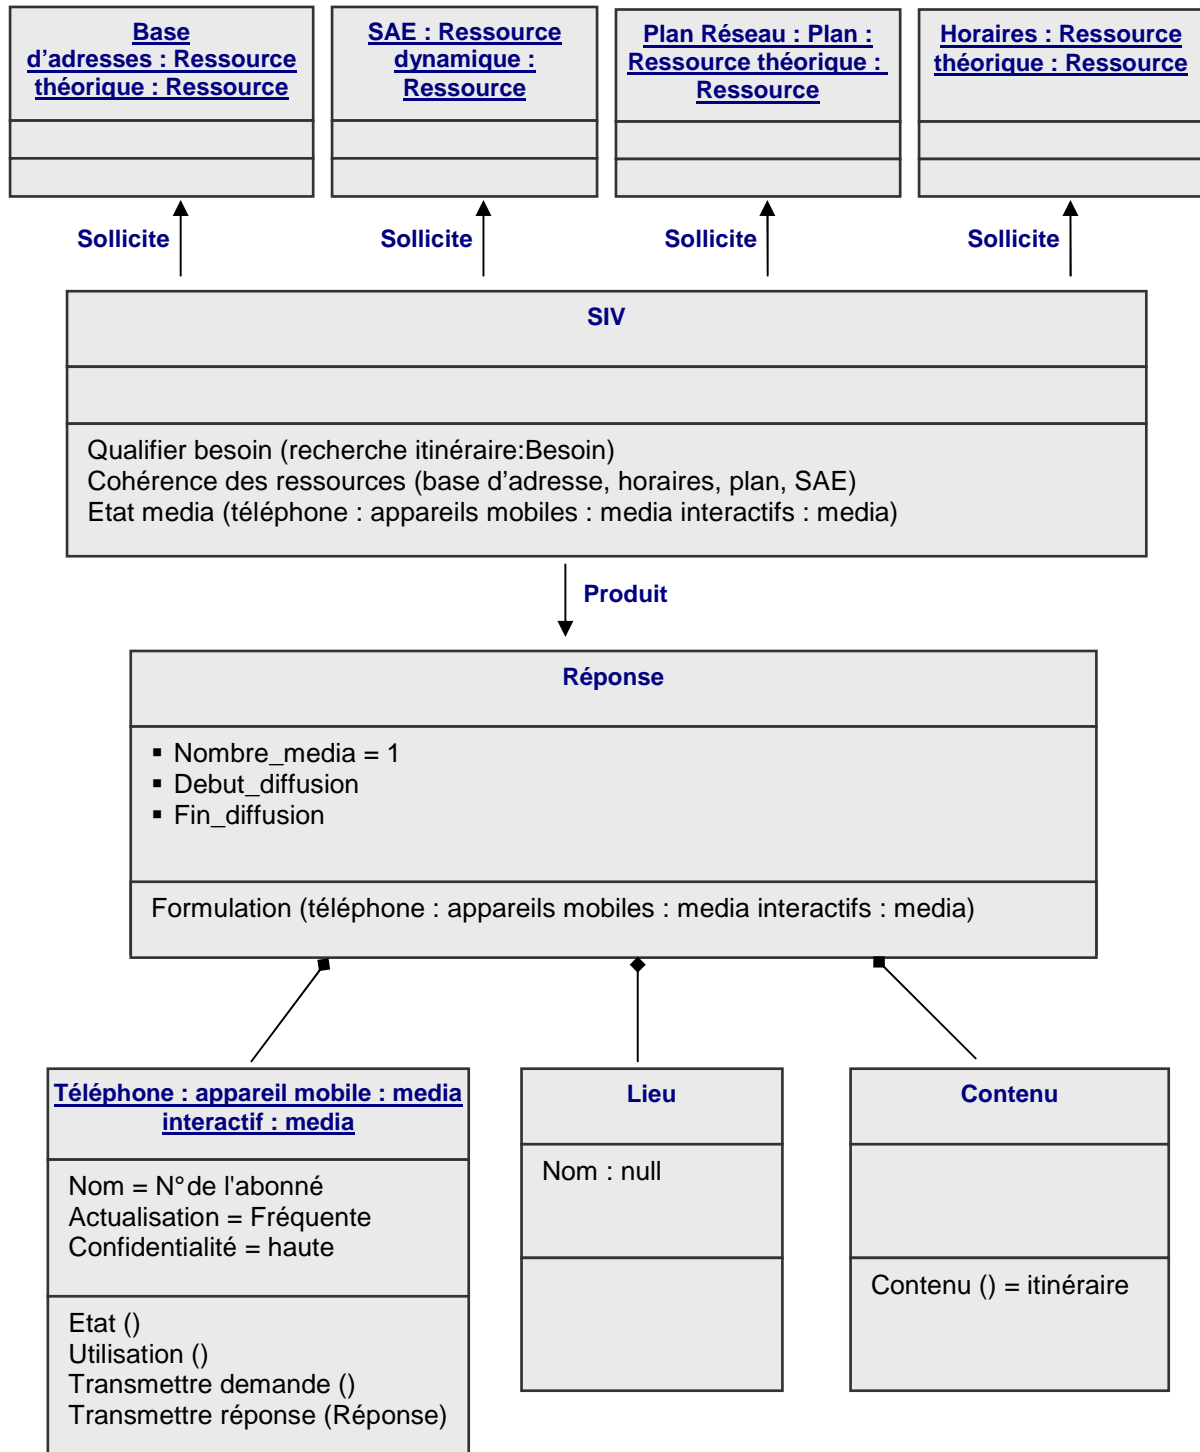 Base
d'adresses : Ressource
théorique : Ressource
SAE : Ressource
dynamique :
Ressource
Plan Réseau : Plan :
Ressource théorique :
Ressource
Horaires : Ressource
théorique : Ressource
Sollicite
Sollicite
Sollicite
Sollicite
SIV
Qualifier besoin (recherche itinéraire:Besoin)
Cohérence des ressources (base d'adresse, horaires, plan, SAE)
Etat media (téléphone : appareils mobiles : media interactifs : media)
Produit
Réponse
▪ Nombre_media = 1
▪ Debut_diffusion
▪ Fin_diffusion
Formulation (téléphone : appareils mobiles : media interactifs : media)
Téléphone : appareil mobile : media
interactif : media
Nom = N° de l'abonné
Actualisation = Fréquente
Confidentialité = haute
Etat ()
Utilisation ()
Transmettre demande ()
Transmettre réponse (Réponse)
Lieu
Nom : null
Contenu
Contenu () = itinéraire